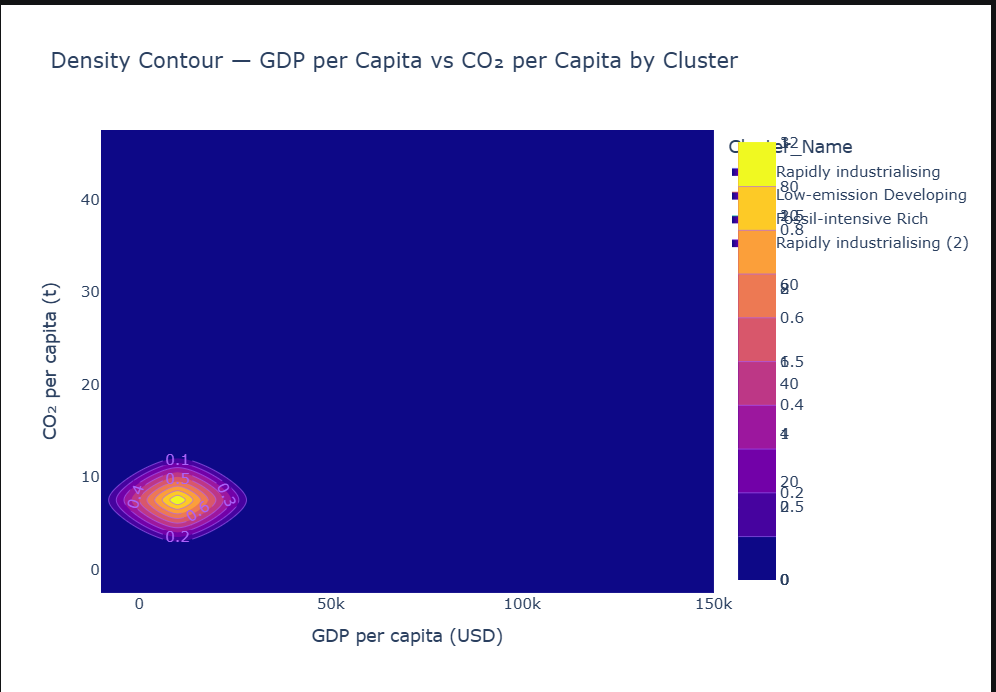 Density Contour — GDP per Capita vs CO₂ per Capita by Cluster
Rapidly industrialising
Low-emission Developing
Fossil-intensive Rich
Rapidly industrialising (2)
80
0.8
60
0.6
1.5
40
0.4
20
0.2
0
CO₂ per capita (t)
40
30
20
10
0
0.1
0.5
0.4
0.3
0.2
0
50k
100k
150k
GDP per capita (USD)